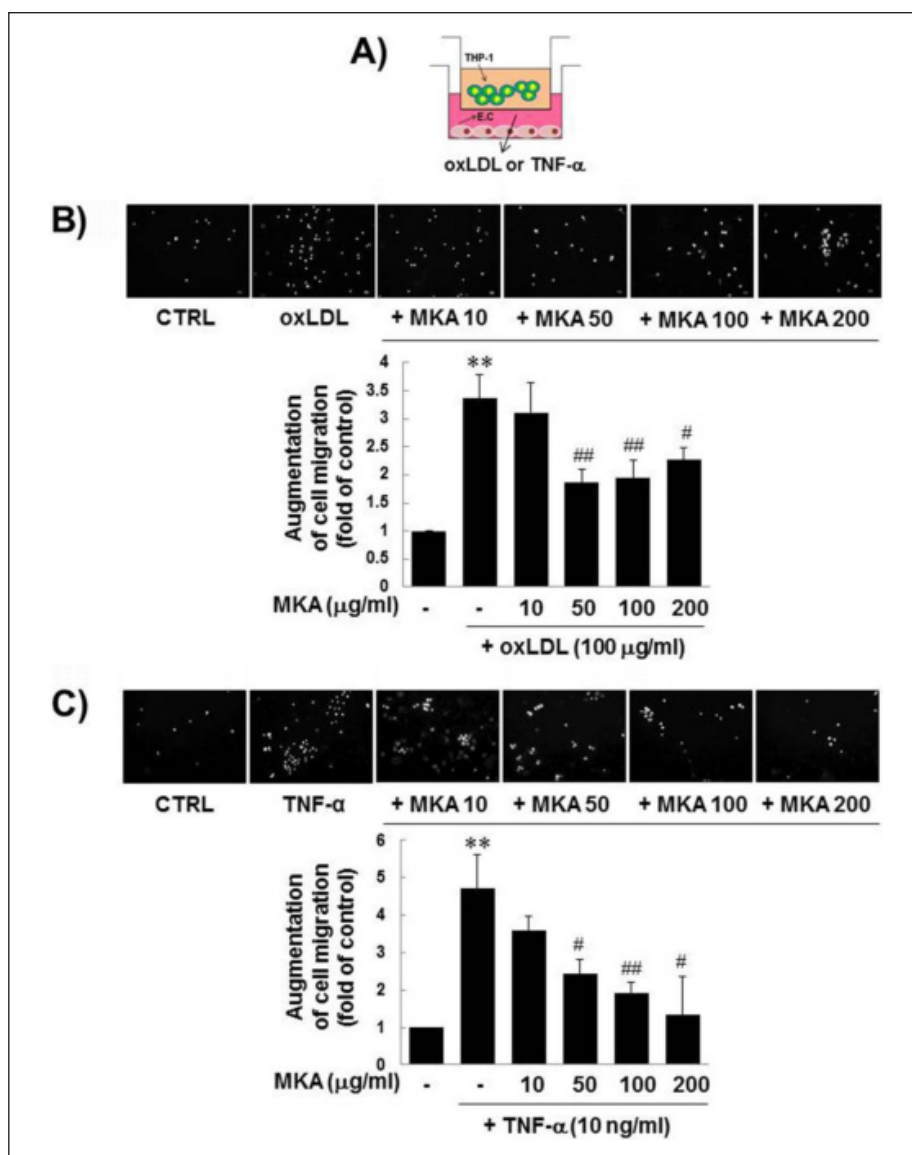 A)
THP-1
E.C
oxLDL or TNF-α
B)
CTRL oxLDL + MKA 10 + MKA 50 + MKA 100 + MKA 200
Augmentation
of cell migration
(fold of control)
4
3.5
3
2.5
2
1.5
1
0.5
0
** ## ## #
MKA (μg/ml) - - 10 50 100 200
+ oxLDL (100 μg/ml)
C)
CTRL TNF-α + MKA 10 + MKA 50 + MKA 100 + MKA 200
Augmentation
of cell migration
(fold of control)
6
5
4
3
2
1
0
** # ## #
MKA (μg/ml) - - 10 50 100 200
+ TNF-α (10 ng/ml)